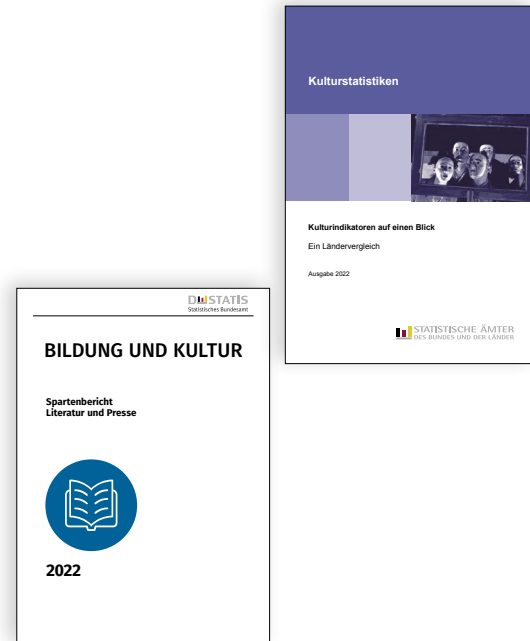 Kulturstatistiken
Kulturindikatoren auf einen Blick
Ein Ländervergleich
Ausgabe 2022
STATISTISCHE ÄMTER
DES BUNDES UND DER LÄNDER
DESTATIS
Statistisches Bundesamt
BILDUNG UND KULTUR
Spartenbericht
Literatur und Presse
2022